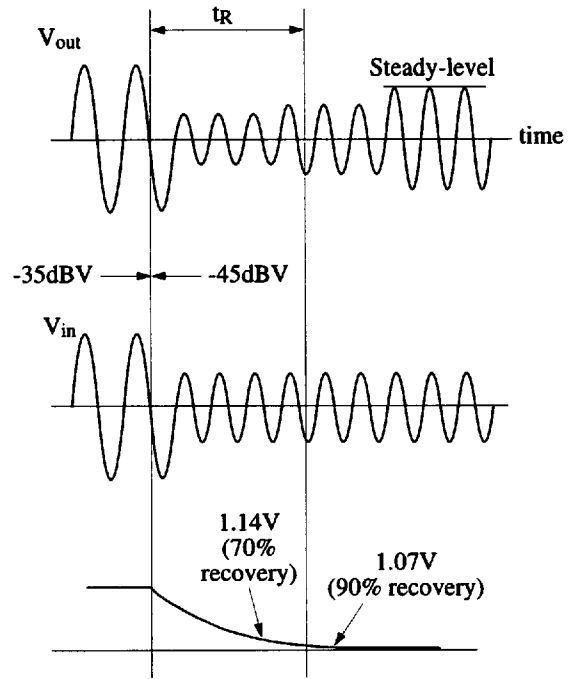 tR
Vout
Steady-level
time
-35dBV
-45dBV
Vin
1.14V
(70%
recovery)
1.07V
(90% recovery)